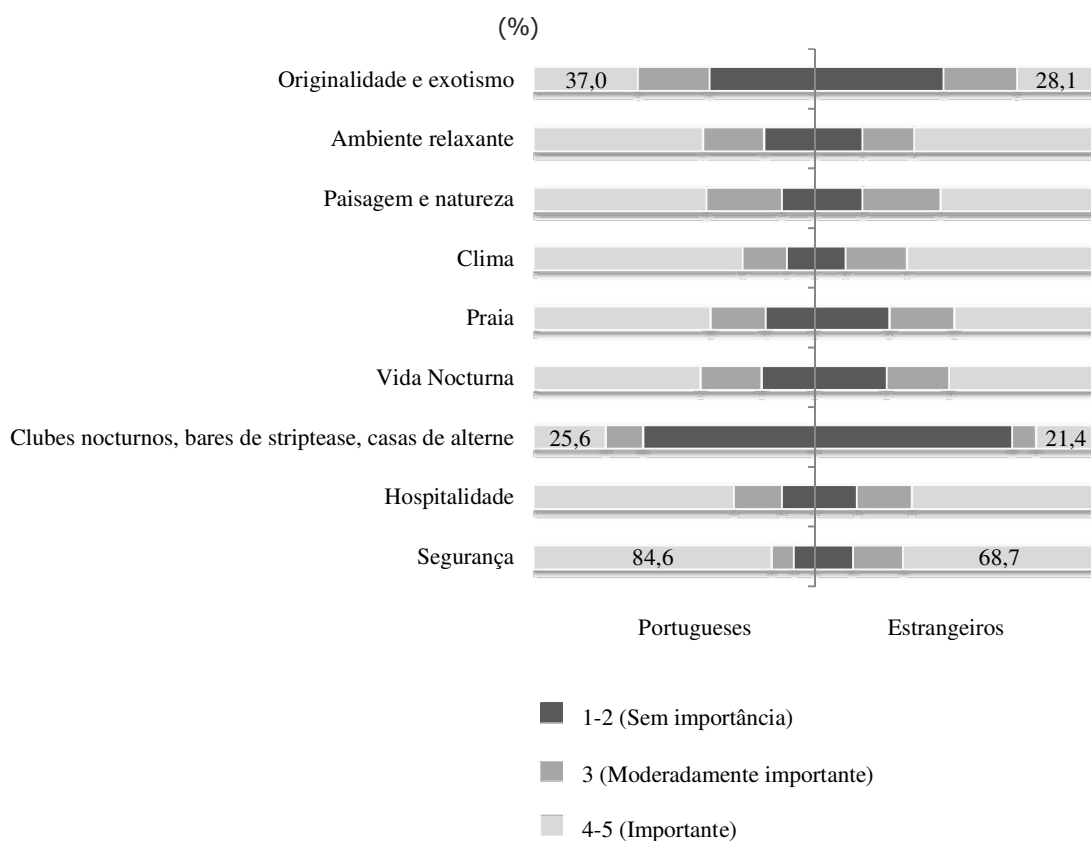 (%)
Originalidade e exotismo
37,0
28,1
Ambiente relaxante
Paisagem e natureza
Clima
Praia
Vida Nocturna
Clubes nocturnos, bares de striptease, casas de alterne
25,6
21,4
Hospitalidade
Segurança
84,6
68,7
Portugueses
Estrangeiros
1-2 (Sem importância)
3 (Moderadamente importante)
4-5 (Importante)